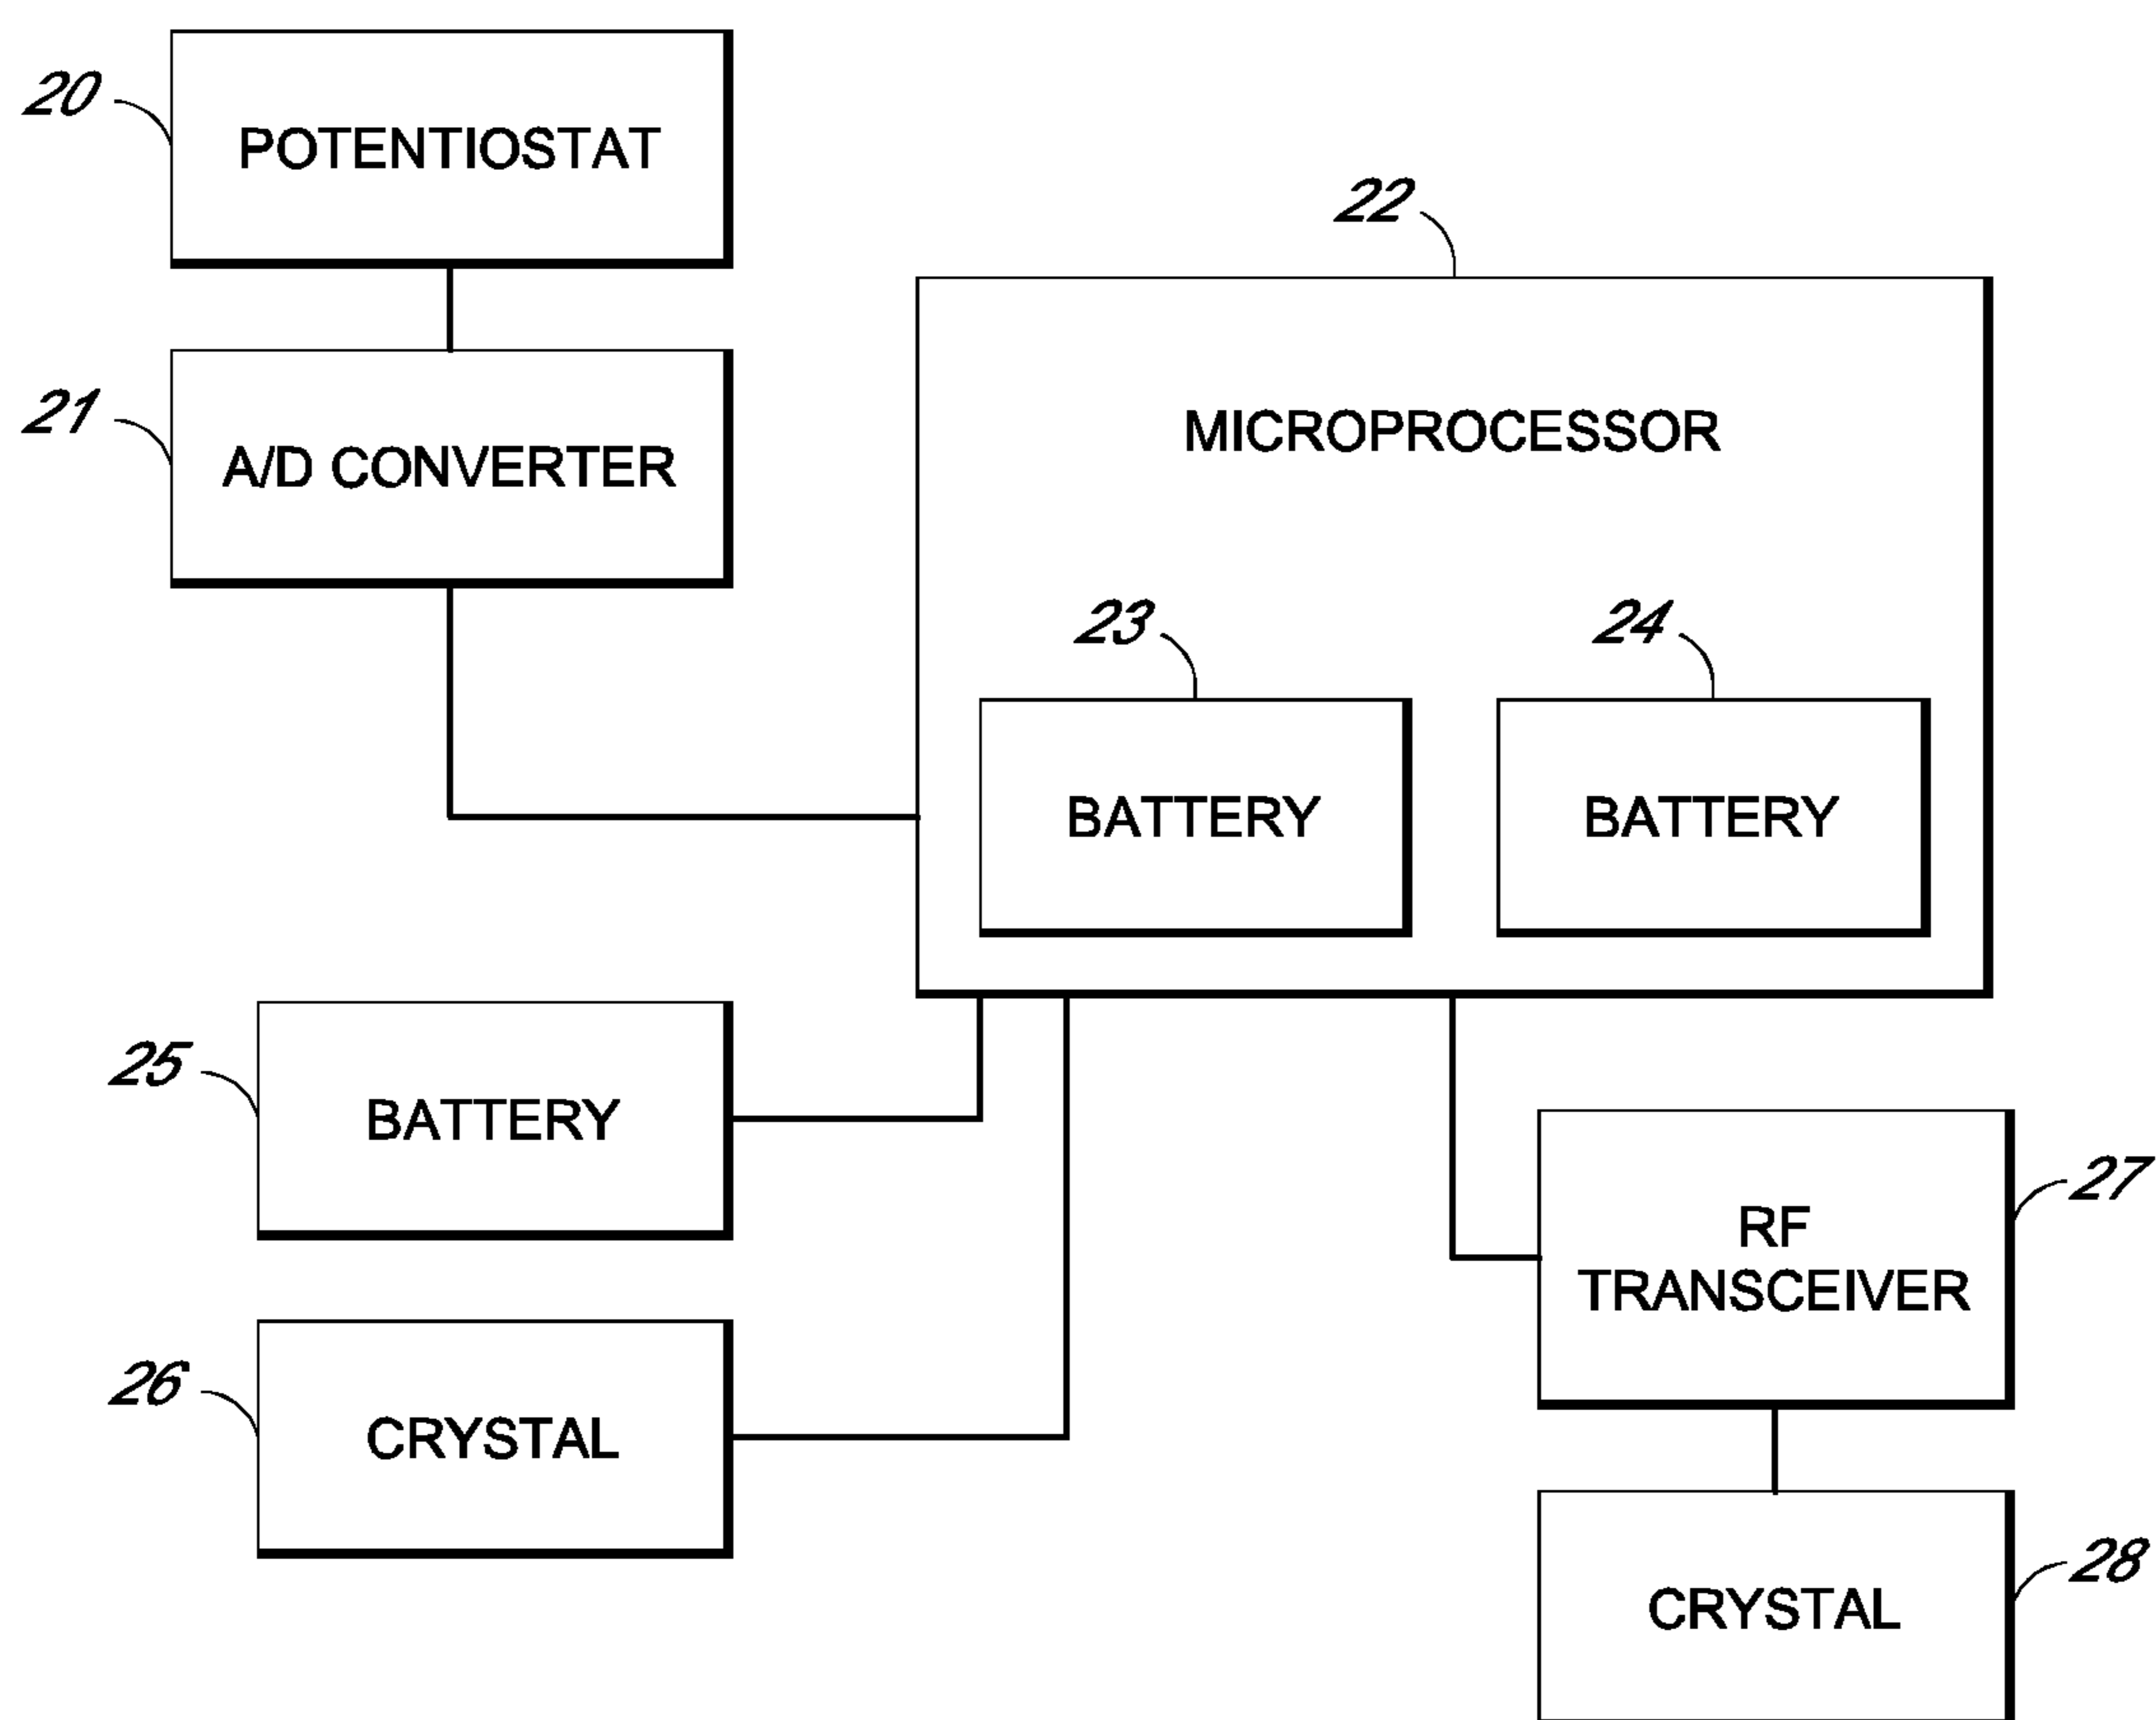 20
POTENTIOSTAT
22
21
A/D CONVERTER
MICROPROCESSOR
23
24
BATTERY
BATTERY
25
BATTERY
27
RF
TRANSCEIVER
26
CRYSTAL
28
CRYSTAL